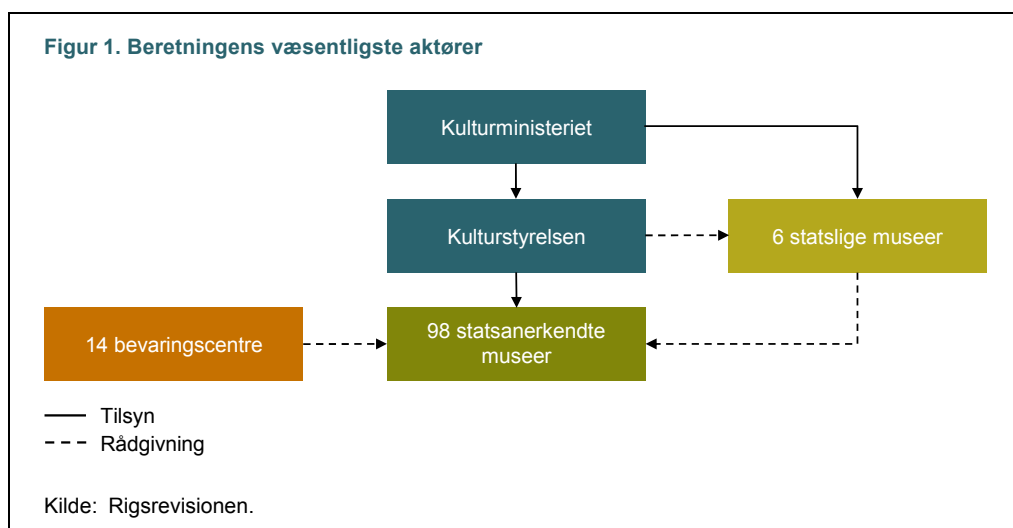 Figur 1. Beretningens væsentligste aktører
Kulturministeriet
Kulturstyrelsen
6 statslige museer
14 bevaringscentre
98 statsanerkendte
museer
Tilsyn
Rådgivning
Kilde: Rigsrevisionen.